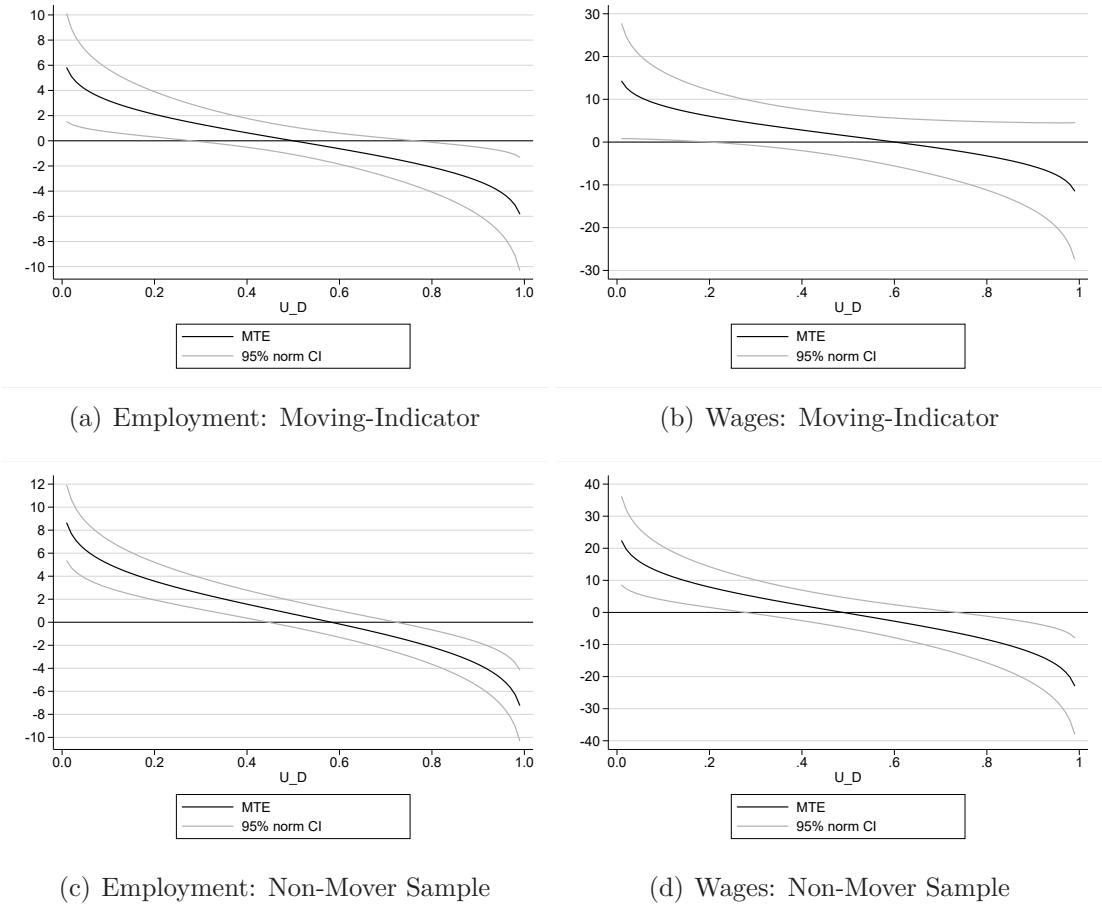 10
8
6
4
2
0
-2
-4
-6
-8
-10
0.0 0.2 0.4 0.6 0.8 1.0
U_D
MTE
95% norm CI
(a) Employment: Moving-Indicator
30
20
10
0
-10
-20
-30
0.0 .2 .4 .6 .8 1
U_D
MTE
95% norm CI
(b) Wages: Moving-Indicator
12
10
8
6
4
2
0
-2
-4
-6
-8
-10
0.0 0.2 0.4 0.6 0.8 1.0
U_D
MTE
95% norm CI
(c) Employment: Non-Mover Sample
40
30
20
10
0
-10
-20
-30
-40
0.0 .2 .4 .6 .8 1
U_D
MTE
95% norm CI
(d) Wages: Non-Mover Sample